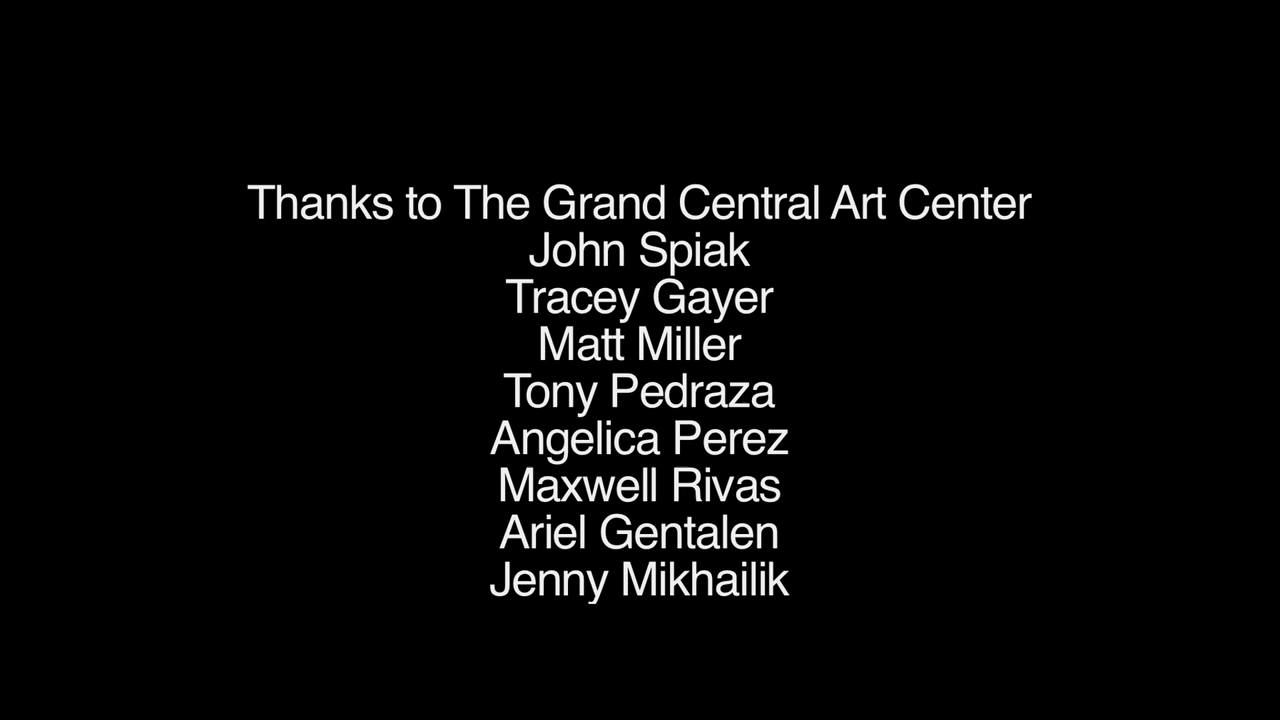 Thanks to The Grand Central Art Center
John Spiak
Tracey Gayer
Matt Miller
Tony Pedraza
Angelica Perez
Maxwell Rivas
Ariel Gentalen
Jenny Mikhailik